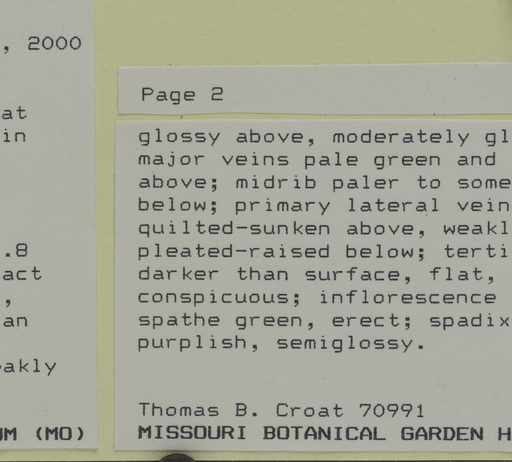 , 2000
at
in
.8
act
,
an
eakly
UM (MO)
Page 2
glossy above, moderately gl
major veins pale green and
above; midrib paler to some
below; primary lateral vein
quilted-sunken above, weakl
pleated-raised below; terti
darker than surface, flat,
conspicuous; inflorescence
spathe green, erect; spadix
purplish, semiglossy.
Thomas B. Croat 70991
MISSOURI BOTANICAL GARDEN H